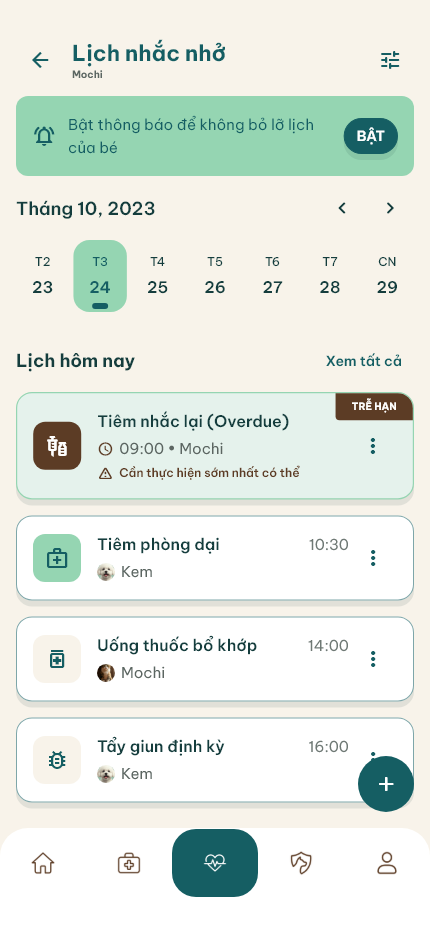 Lịch nhắc nhở
Mochi
Bật thông báo để không bỏ lỡ lịch
của bé
BẬT
Tháng 10, 2023
T2 T3 T4 T5 T6 T7 CN
23 24 25 26 27 28 29
Lịch hôm nay
Xem tất cả
TRỄ HẠN
Tiêm nhắc lại (Overdue)
09:00 • Mochi
Cần thực hiện sớm nhất có thể
Tiêm phòng dại
10:30
Kem
Uống thuốc bổ khớp
14:00
Mochi
Tẩy giun định kỳ
16:00
Kem